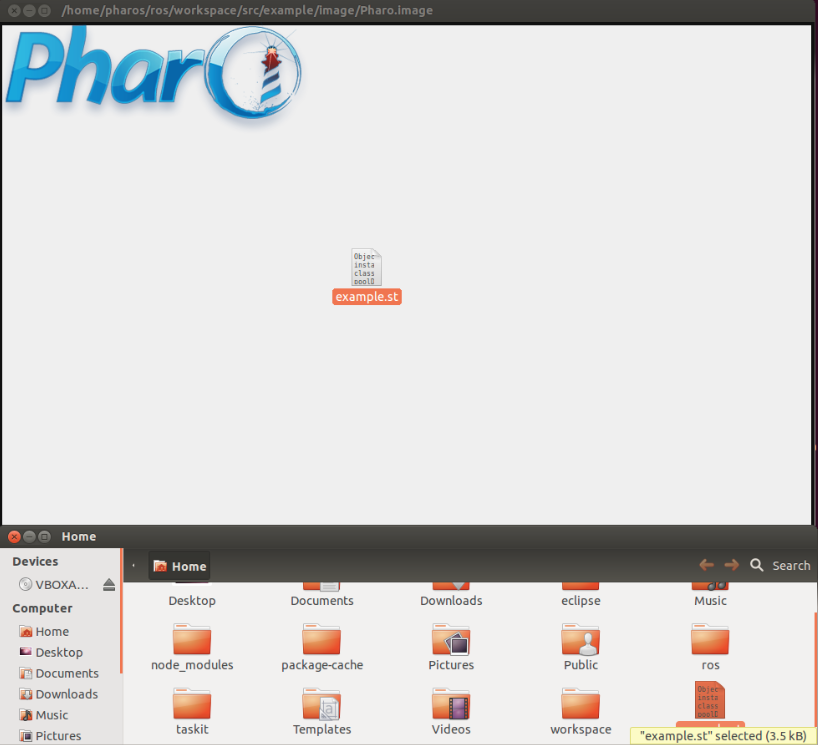 /home/pharos/ros/workspace/src/example/image/Pharo.image
Pharo
Objec
insta
class
poolD
example.st
Home
Devices
VBOXA...
Computer
Home
Desktop
Documents
Downloads
Music
Pictures
Home
Search
Desktop
Documents
Downloads
eclipse
Music
node_modules
package-cache
Pictures
Public
ros
taskit
Templates
Videos
workspace
Objec
insta
class
poolD
"example.st" selected (3.5 kB)